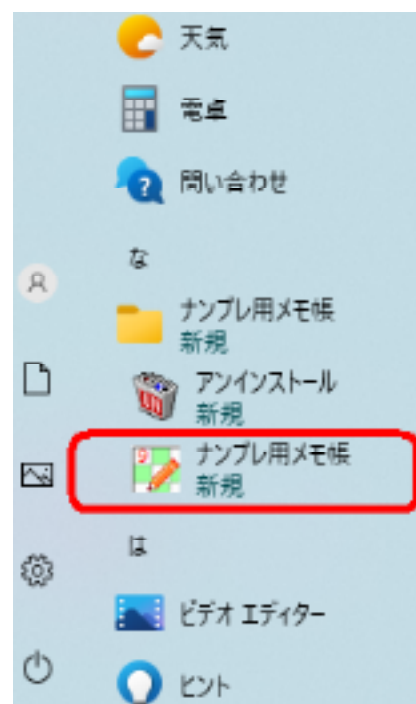 天気
電卓
問い合わせ
な
ナンプレ用メモ帳
新規
アンインストール
新規
ナンプレ用メモ帳
新規
は
ビデオ エディター
ヒント